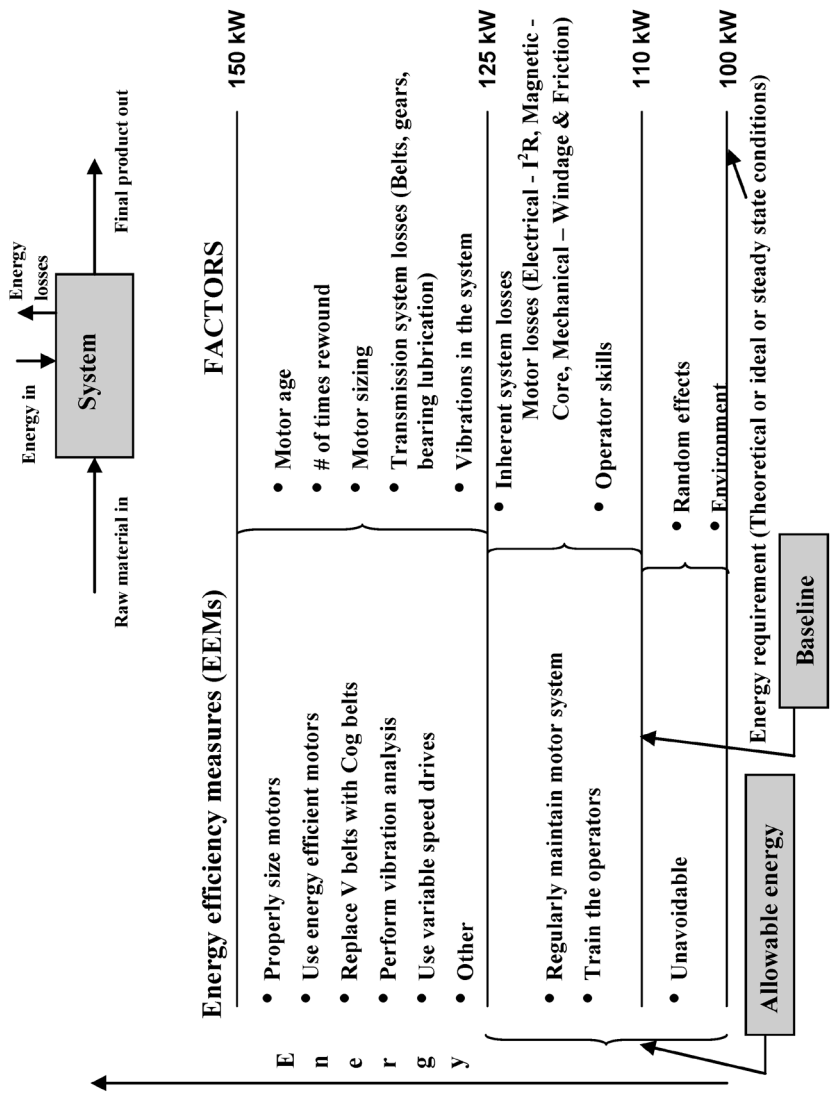 Energy
losses
Energy in
System
Raw material in
Final product out
Energy efficiency measures (EEMs)
FACTORS
150 kW
E
n
e
r
g
y
• Properly size motors
• Use energy efficient motors
• Replace V belts with Cog belts
• Perform vibration analysis
• Use variable speed drives
• Other
• Motor age
• # of times rewound
• Motor sizing
• Transmission system losses (Belts, gears,
bearing lubrication)
• Vibrations in the system
125 kW
• Regularly maintain motor system
• Train the operators
• Inherent system losses
Motor losses (Electrical - I²R, Magnetic -
Core, Mechanical – Windage & Friction)
• Operator skills
110 kW
• Unavoidable
• Random effects
• Environment
100 kW
Energy requirement (Theoretical or ideal or steady state conditions)
Allowable energy
Baseline